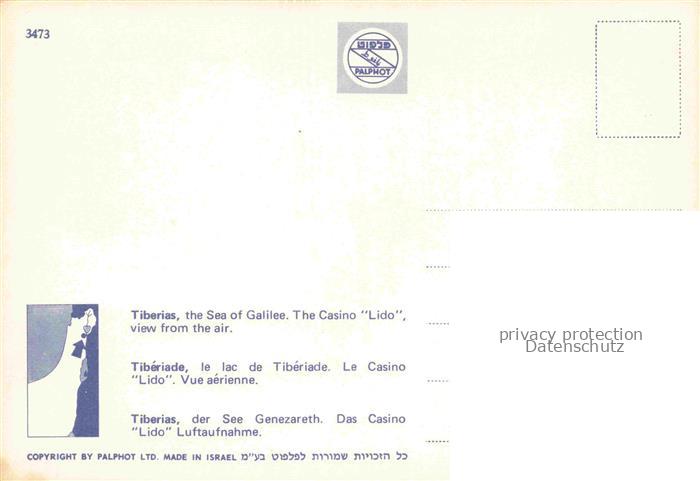 3473
פלפוט
PALPHOT
privacy protection
Datenschutz
Tiberias, the Sea of Galilee. The Casino "Lido",
view from the air.
Tibériade, le lac de Tibériade. Le Casino
"Lido". Vue aérienne.
Tiberias, der See Genezareth. Das Casino
"Lido" Luftaufnahme.
COPYRIGHT BY PALPHOT LTD. MADE IN ISRAEL כל הזכויות שמורות לפלפוט בע״מ